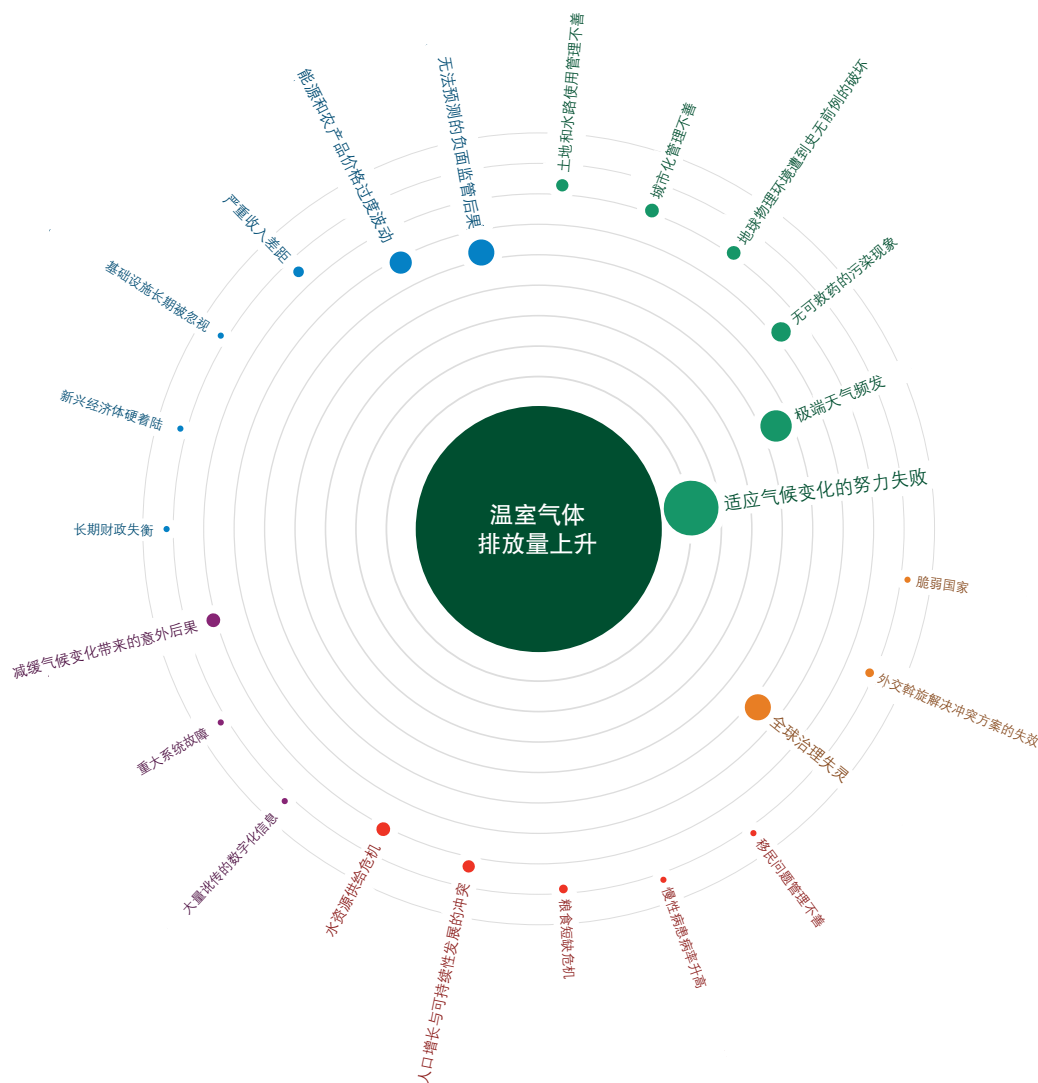 温室气体
排放量上升
土地和水路使用管理不善
城市化管理不善
地球物理环境遭到史无前例的破坏
无可救药的污染现象
极端天气频发
适应气候变化的努力失败
脆弱国家
外交斡旋解决冲突方案的失效
全球治理失灵
移民问题管理不善
慢性病患病率升高
粮食短缺危机
人口增长与可持续性发展的冲突
水资源供给危机
大量讹传的数字化信息
重大系统故障
减缓气候变化带来的意外后果
长期财政失衡
新兴经济体硬着陆
基础设施长期被忽视
严重收入差距
能源和农产品价格过度波动
无法预测的负面监管后果